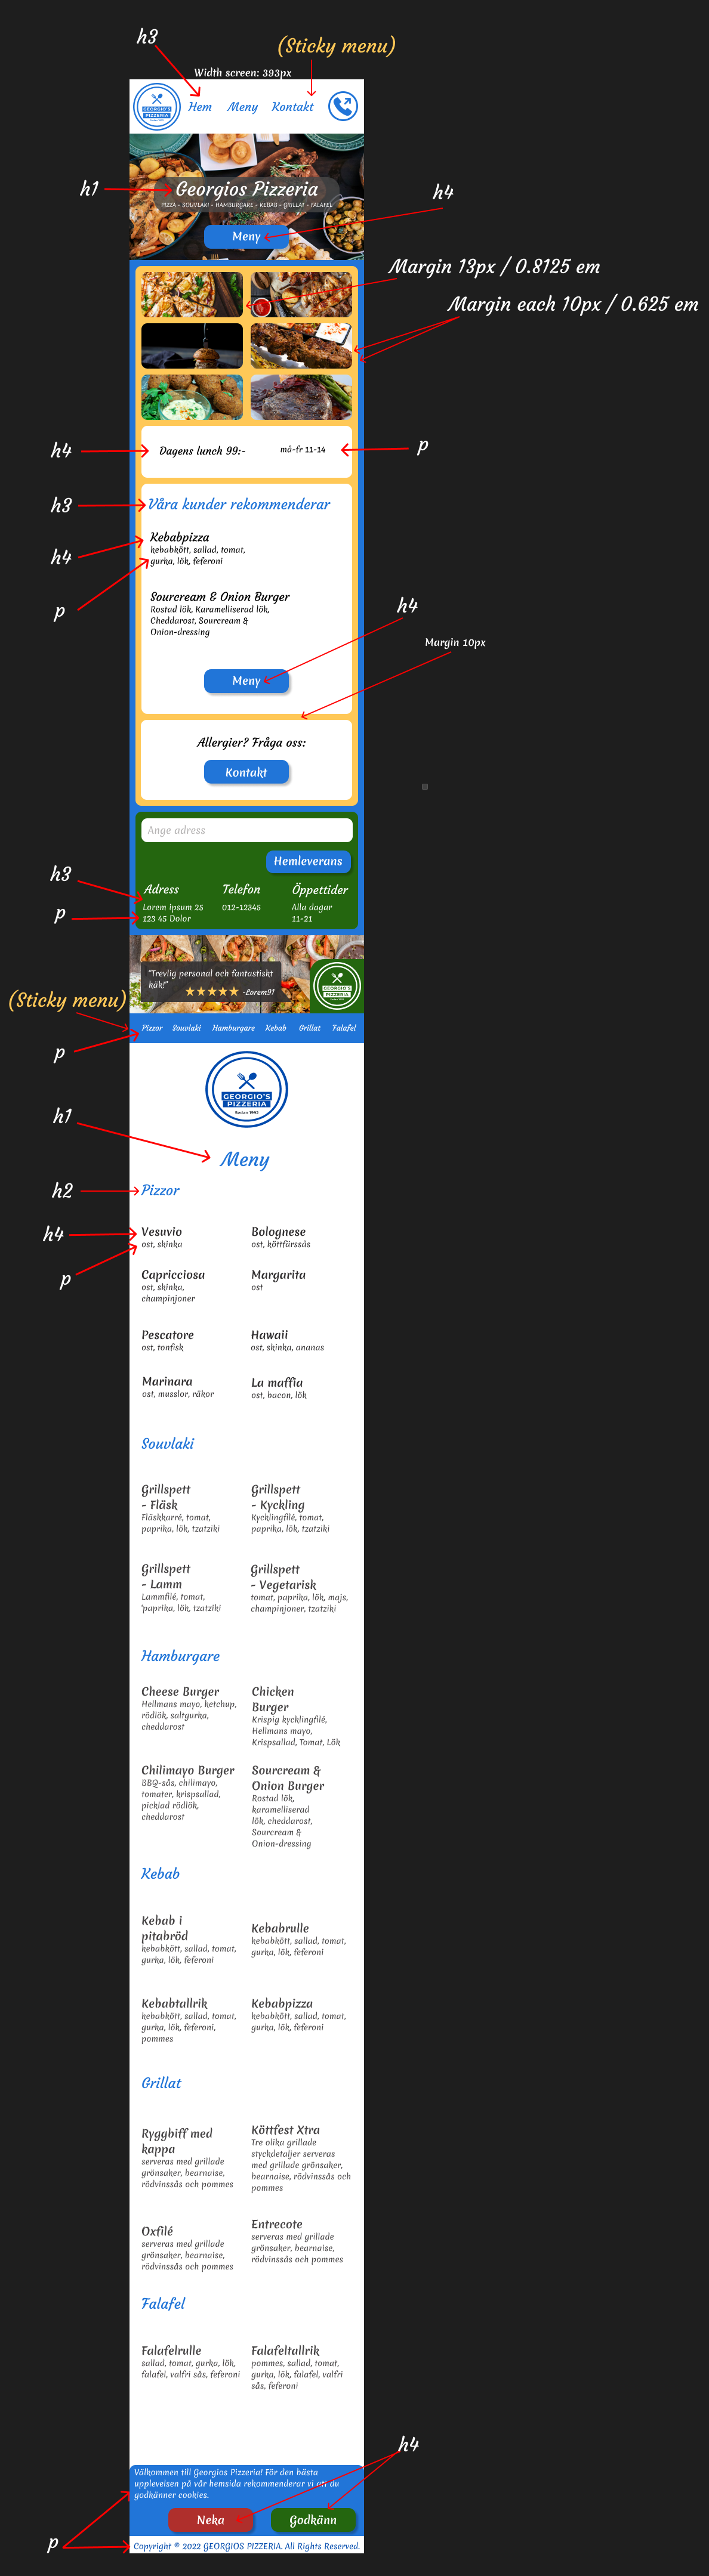 h3
(Sticky menu)
Width screen: 393px
GEORGIO'S
PIZZERIA
Sedan 1992
Hem Meny Kontakt
h1
Georgios Pizzeria
PIZZA - SOUVLAKI - HAMBURGARE - KEBAB - GRILLAT - FALAFEL
h4
Meny
Margin 13px / 0.8125 em
Margin each 10px / 0.625 em
h4
Dagens lunch 99:-
må-fr 11-14
p
h3
Våra kunder rekommenderar
h4
Kebabpizza
kebabkött, sallad, tomat,
gurka, lök, feferoni
p
Sourcream & Onion Burger
Rostad lök, Karamelliserad lök,
Cheddarost, Sourcream &
Onion-dressing
h4
Margin 10px
Meny
Allergier? Fråga oss:
Kontakt
Ange adress
Hemleverans
h3
Adress Telefon Öppettider
p
Lorem ipsum 25 012-12345 Alla dagar
123 45 Dolor 11-21
"Trevlig personal och fantastiskt
käk!"
-Lorem91
GEORGIO'S
PIZZERIA
Sedan 1992
(Sticky menu)
p
Pizzor Souvlaki Hamburgare Kebab Grillat Falafel
GEORGIO'S
PIZZERIA
Sedan 1992
h1
Meny
h2
Pizzor
h4
Vesuvio
ost, skinka
Bolognese
ost, köttfärssås
p
Capricciosa
ost, skinka,
champinjoner
Margarita
ost
Pescatore
ost, tonfisk
Hawaii
ost, skinka, ananas
Marinara
ost, musslor, räkor
La maffia
ost, bacon, lök
Souvlaki
Grillspett
- Fläsk
Fläskkarré, tomat,
paprika, lök, tzatziki
Grillspett
- Kyckling
Kycklingfilé, tomat,
paprika, lök, tzatziki
Grillspett
- Lamm
Lammfilé, tomat,
'paprika, lök, tzatziki
Grillspett
- Vegetarisk
tomat, paprika, lök, majs,
champinjoner, tzatziki
Hamburgare
Cheese Burger
Hellmans mayo, ketchup,
rödlök, saltgurka,
cheddarost
Chicken
Burger
Krispig kycklingfilé,
Hellmans mayo,
Krispsallad, Tomat, Lök
Chilimayo Burger
BBQ-sås, chilimayo,
tomater, krispsallad,
picklad rödlök,
cheddarost
Sourcream &
Onion Burger
Rostad lök,
karamelliserad
lök, cheddarost,
Sourcream &
Onion-dressing
Kebab
Kebab i
pitabröd
kebabkött, sallad, tomat,
gurka, lök, feferoni
Kebabrulle
kebabkött, sallad, tomat,
gurka, lök, feferoni
Kebabtallrik
kebabkött, sallad, tomat,
gurka, lök, feferoni,
pommes
Kebabpizza
kebabkött, sallad, tomat,
gurka, lök, feferoni
Grillat
Ryggbiff med
kappa
serveras med grillade
grönsaker, bearnaise,
rödvinssås och pommes
Köttfest Xtra
Tre olika grillade
styckdetaljer serveras
med grillade grönsaker,
bearnaise, rödvinssås och
pommes
Oxfilé
serveras med grillade
grönsaker, bearnaise,
rödvinssås och pommes
Entrecote
serveras med grillade
grönsaker, bearnaise,
rödvinssås och pommes
Falafel
Falafelrulle
sallad, tomat, gurka, lök,
falafel, valfri sås, feferoni
Falafeltallrik
pommes, sallad, tomat,
gurka, lök, falafel, valfri
sås, feferoni
h4
Välkommen till Georgios Pizzeria! För den bästa
upplevelsen på vår hemsida rekommenderar vi att du
godkänner cookies.
Neka Godkänn
p
Copyright © 2022 GEORGIOS PIZZERIA. All Rights Reserved.